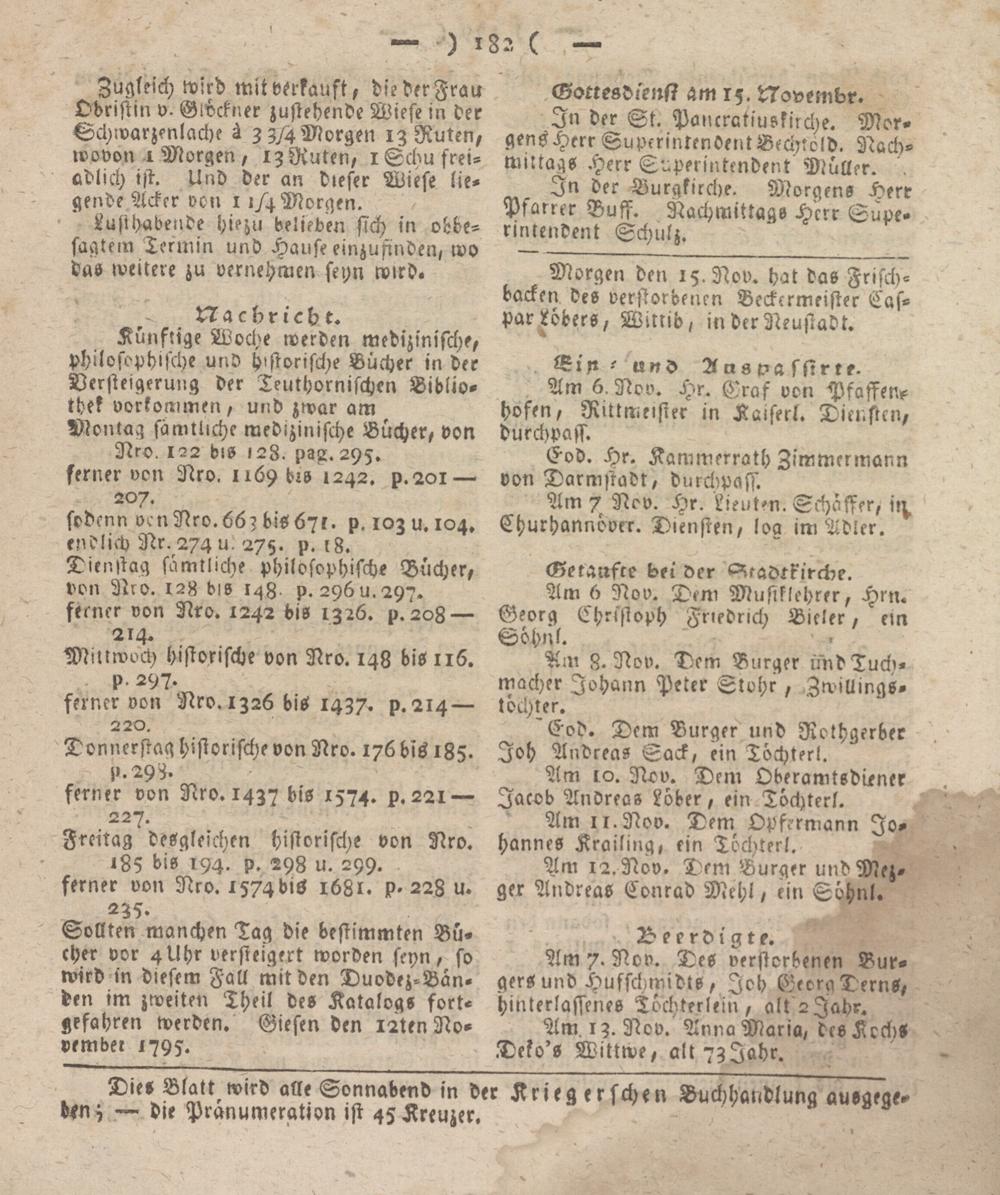 — ) 182 ( —
Zugleich wird mit verkauft, die der Frau
Obristin v. Glöckner zustehende Wiese in der
Schwarzenlache à 3 3/4 Morgen 13 Ruten,
wovon 1 Morgen, 13 Ruten, 1 Schu frei-
adlich ist. Und der an dieser Wiese lie-
gende Acker von 1 1/4 Morgen.
Lusthabende hiezu belieben sich in obbe-
sagtem Termin und Hause einzufinden, wo
das weitere zu vernehmen seyn wird.
Nachricht.
Künftige Woche werden medizinische,
philosophische und historische Bücher in der
Versteigerung der Teuthornischen Biblio-
thek vorkommen, und zwar am
Montag sämtliche medizinische Bücher, von
Nro. 122 bis 128. pag. 295.
ferner von Nro. 1169 bis 1242. p. 201 —
207.
sodenn von Nro. 663 bis 671. p. 103 u. 104.
endlich Nr. 274 u. 275. p. 18.
Dienstag sämtliche philosophische Bücher,
von Nro. 128 bis 148. p. 296 u. 297.
ferner von Nro. 1242 bis 1326. p. 208 —
214.
Mittwoch historische von Nro. 148 bis 116.
p. 297.
ferner von Nro. 1326 bis 1437. p. 214 —
220.
Donnerstag historische von Nro. 176 bis 185.
p. 298.
ferner von Nro. 1437 bis 1574. p. 221 —
227.
Freitag desgleichen historische von Nro.
185 bis 194. p. 298 u. 299.
ferner von Nro. 1574 bis 1681. p. 228 u.
235.
Sollten manchen Tag die bestimmten Bü-
cher vor 4 Uhr versteigert worden seyn, so
wird in diesem Fall mit den Duodez-Bän-
den im zweiten Theil des Katalogs fort-
gefahren werden. Giesen den 12ten No-
vember 1795.
Gottesdienst am 15. Novembr.
In der St. Pancratiuskirche. Mor-
gens Herr Superintendent Bechtold. Nach-
mittags Herr Superintendent Müller.
In der Burgkirche. Morgens Herr
Pfarrer Buff. Nachmittags Herr Supe-
rintendent Schulz.
Morgen den 15. Nov. hat das Frisch-
backen des verstorbenen Beckermeister Cas-
par Löbers, Wittib, in der Neustadt.
Ein- und Auspassirte.
Am 6. Nov. Hr. Graf von Pfaffen-
hofen, Rittmeister in Kaiserl. Diensten,
durchpass.
Eod. Hr. Kammerrath Zimmermann
von Darmstadt, durchpass.
Am 7 Nov. Hr. Lieuten. Schäffer, in
Churhannöver. Diensten, log im Adler.
Getaufte bei der Stadtkirche.
Am 6 Nov. Dem Musiklehrer, Hrn.
Georg Christoph Friedrich Bieler, ein
Söhnl.
Am 8. Nov. Dem Burger und Tuch-
macher Johann Peter Stohr, Zwillings-
töchter.
Eod. Dem Burger und Rothgerber
Joh Andreas Sack, ein Töchterl.
Am 10. Nov. Dem Oberamtsdiener
Jacob Andreas Löber, ein Töchterl.
Am 11. Nov. Dem Opfermann Jo-
hannes Krailing, ein Töchterl.
Am 12. Nov. Dem Burger und Mez-
ger Andreas Conrad Mehl, ein Söhnl.
Beerdigte.
Am 7. Nov. Des verstorbenen Bur-
gers und Hufschmidts, Joh Georg Derns,
hinterlassenes Töchterlein, alt 2 Jahr.
Am 13. Nov. Anna Maria, des Kochs
Deko's Wittwe, alt 73 Jahr.
Dies Blatt wird alle Sonnabend in der Kriegerschen Buchhandlung ausgege-
ben; — die Pränumeration ist 45 Kreuzer.